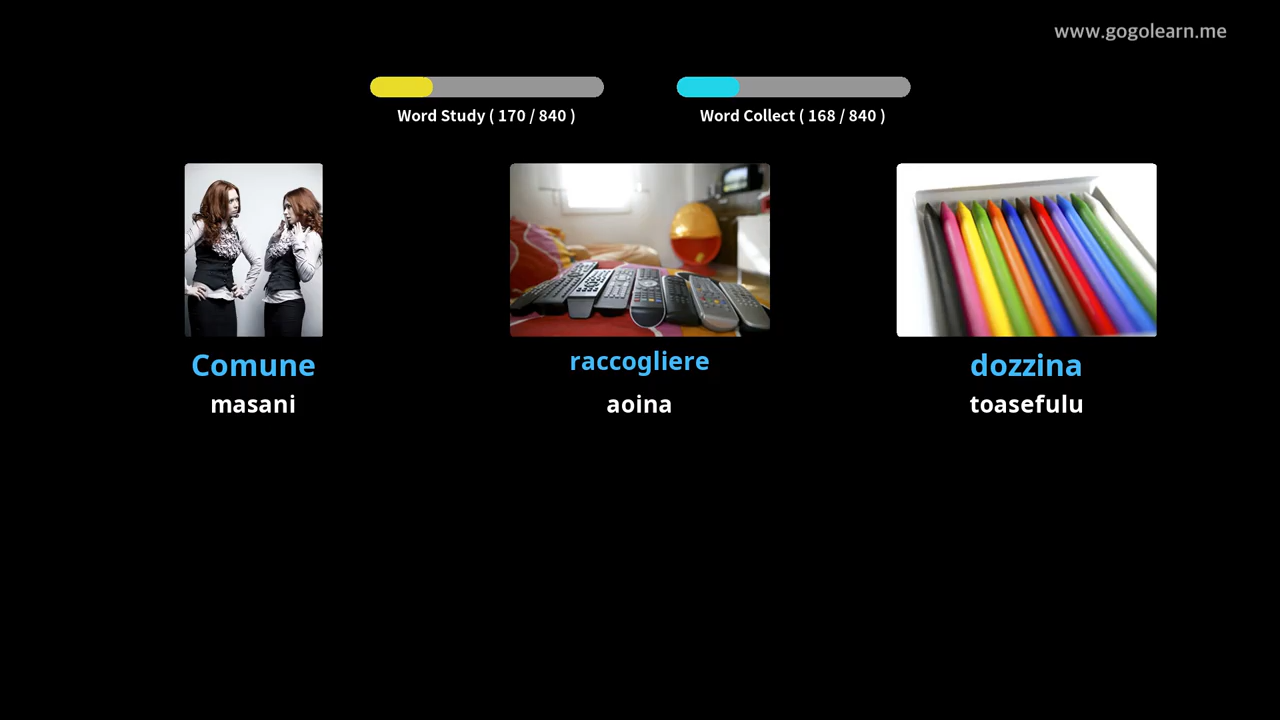 www.gogolearn.me
Word Study ( 170 / 840 )
Word Collect ( 168 / 840 )
Comune
masani
raccogliere
aoina
dozzina
toasefulu